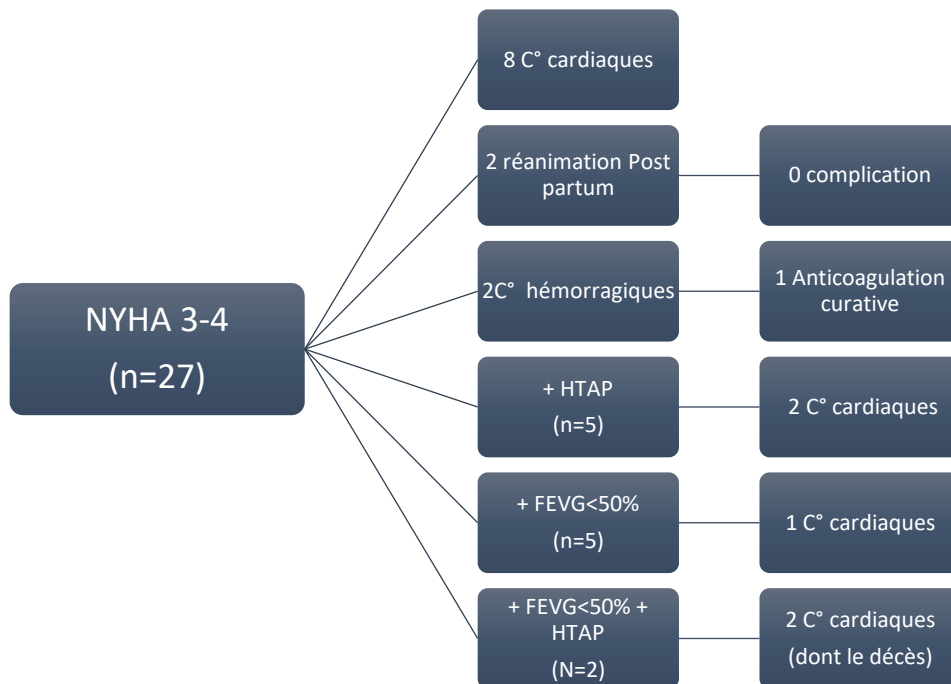 NYHA 3-4
(n=27)
8 C° cardiaques
2 réanimation Post
partum
0 complication
2C° hémorragiques
1 Anticoagulation
curative
+ HTAP
(n=5)
2 C° cardiaques
+ FEVG<50%
(n=5)
1 C° cardiaques
+ FEVG<50% +
HTAP
(N=2)
2 C° cardiaques
(dont le décès)